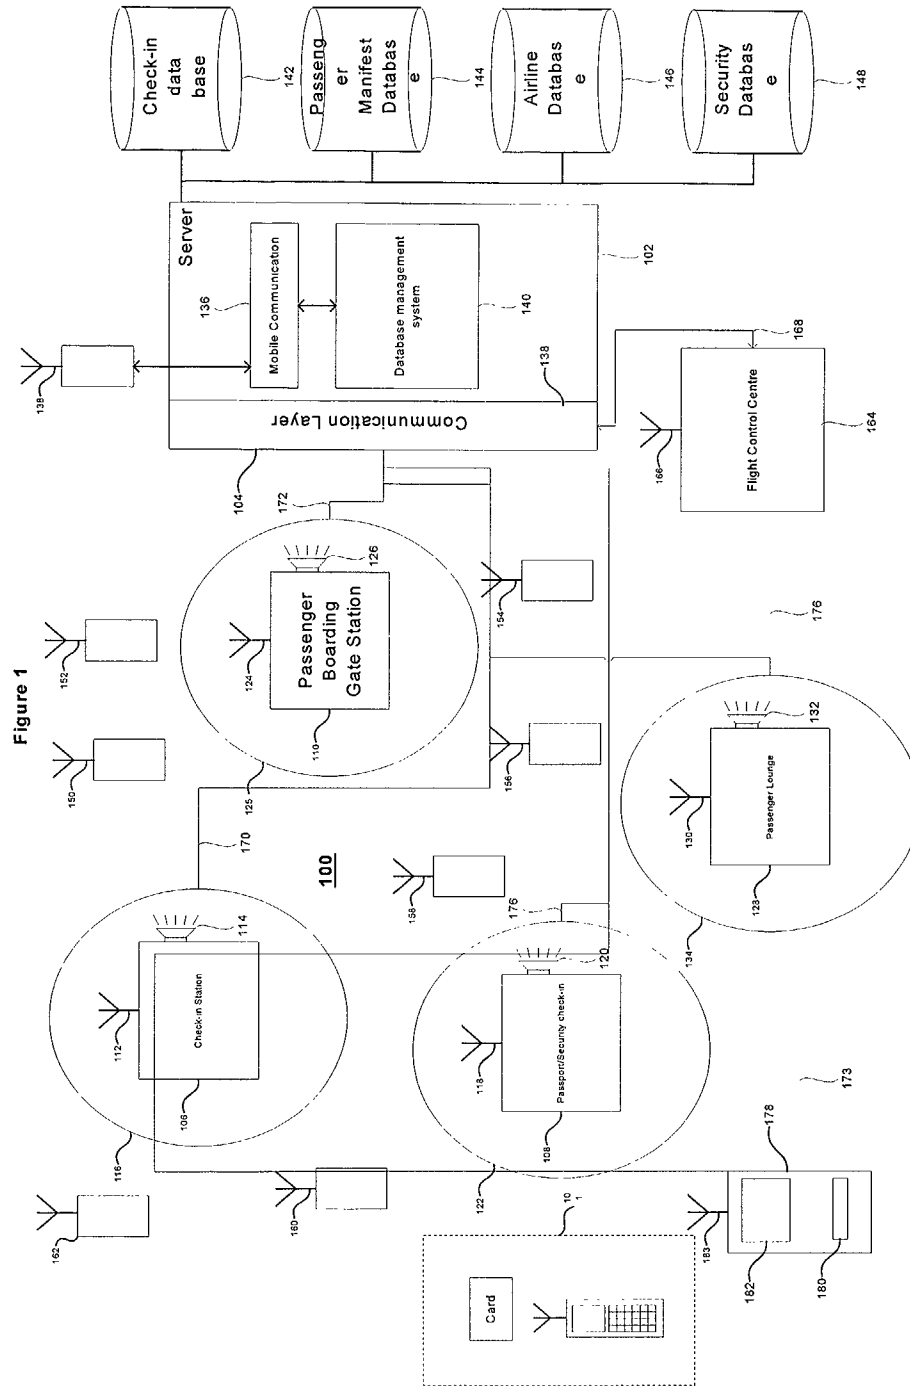 Figure 1
100
Check-in data
base
142
Passeng
er
Manifest
Databas
e
144
Airline
Databas
e
146
Security
Databas
e
148
Server
102
136
Mobile Communication
Database management
system
140
138
Communication Layer
138
104
172
168
Flight Control Centre
164
166
152
150
154
156
158
176
124
126
Passenger
Boarding
Gate Station
110
125
170
130
132
Passenger Lounge
128
134
112
114
Check-in Station
106
116
176
118
120
Passport/Security check-in
108
122
173
162
160
10
1
Card
183
178
182
180